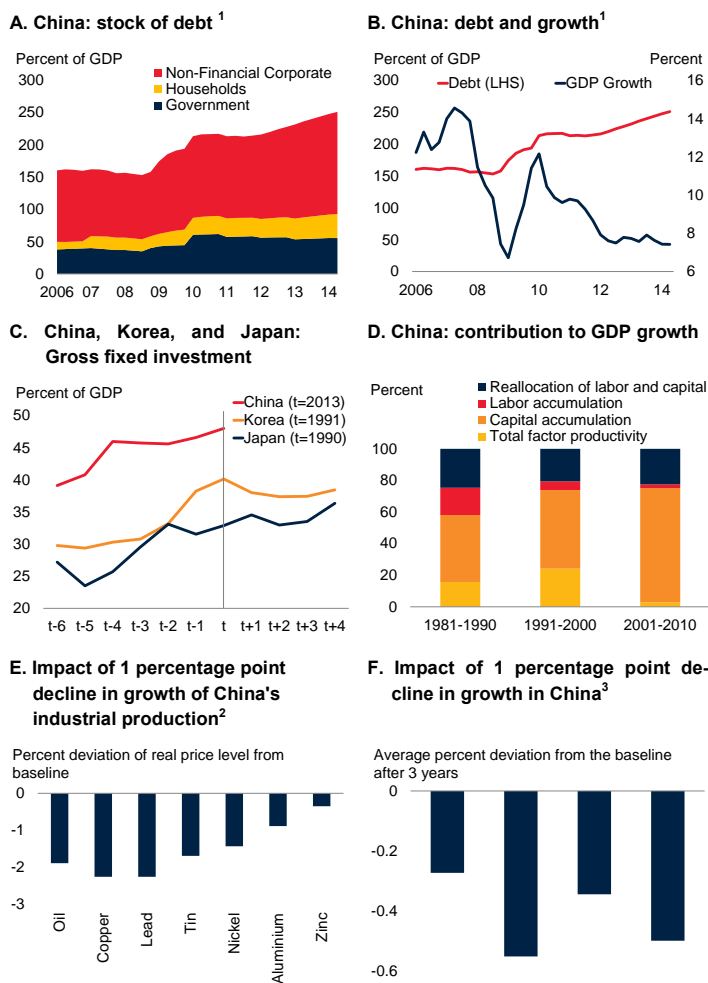 A. China: stock of debt 1
Percent of GDP
300
250
200
150
100
50
0
Non-Financial Corporate
Households
Government
2006 07 08 09 10 11 12 13 14
B. China: debt and growth1
Percent of GDP Percent
300
250
200
150
100
50
0
Debt (LHS) GDP Growth
16
14
12
10
8
6
2006 08 10 12 14
C. China, Korea, and Japan:
Gross fixed investment
Percent of GDP
50
45
40
35
30
25
20
China (t=2013)
Korea (t=1991)
Japan (t=1990)
t-6 t-5 t-4 t-3 t-2 t-1 t t+1 t+2 t+3 t+4
D. China: contribution to GDP growth
Percent
Reallocation of labor and capital
Labor accumulation
Capital accumulation
Total factor productivity
100
80
60
40
20
0
1981-1990 1991-2000 2001-2010
E. Impact of 1 percentage point
decline in growth of China's
industrial production2
Percent deviation of real price level from
baseline
0
-1
-2
-3
Oil
Copper
Lead
Tin
Nickel
Aluminium
Zinc
F. Impact of 1 percentage point de-
cline in growth in China3
Average percent deviation from the baseline
after 3 years
0
-0.2
-0.4
-0.6